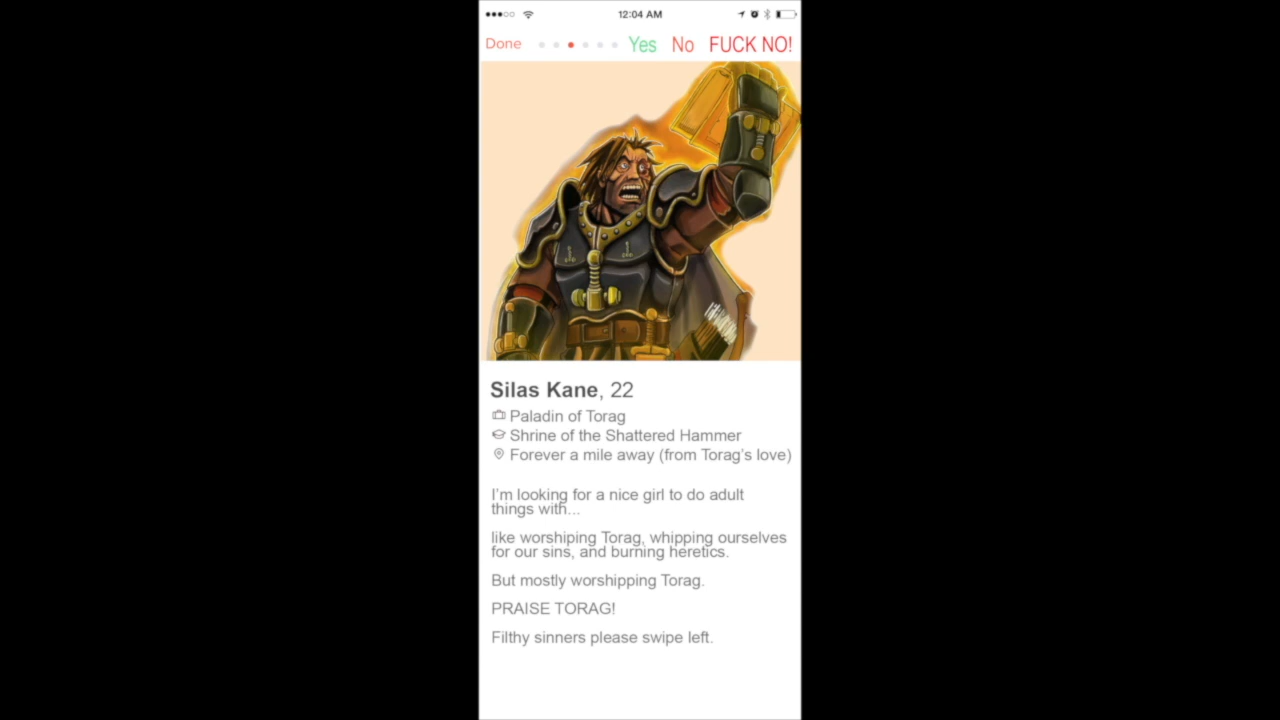 12:04 AM
Done Yes No FUCK NO!
Silas Kane, 22
Paladin of Torag
Shrine of the Shattered Hammer
Forever a mile away (from Torag's love)
I'm looking for a nice girl to do adult
things with...
like worshiping Torag, whipping ourselves
for our sins, and burning heretics.
But mostly worshipping Torag.
PRAISE TORAG!
Filthy sinners please swipe left.